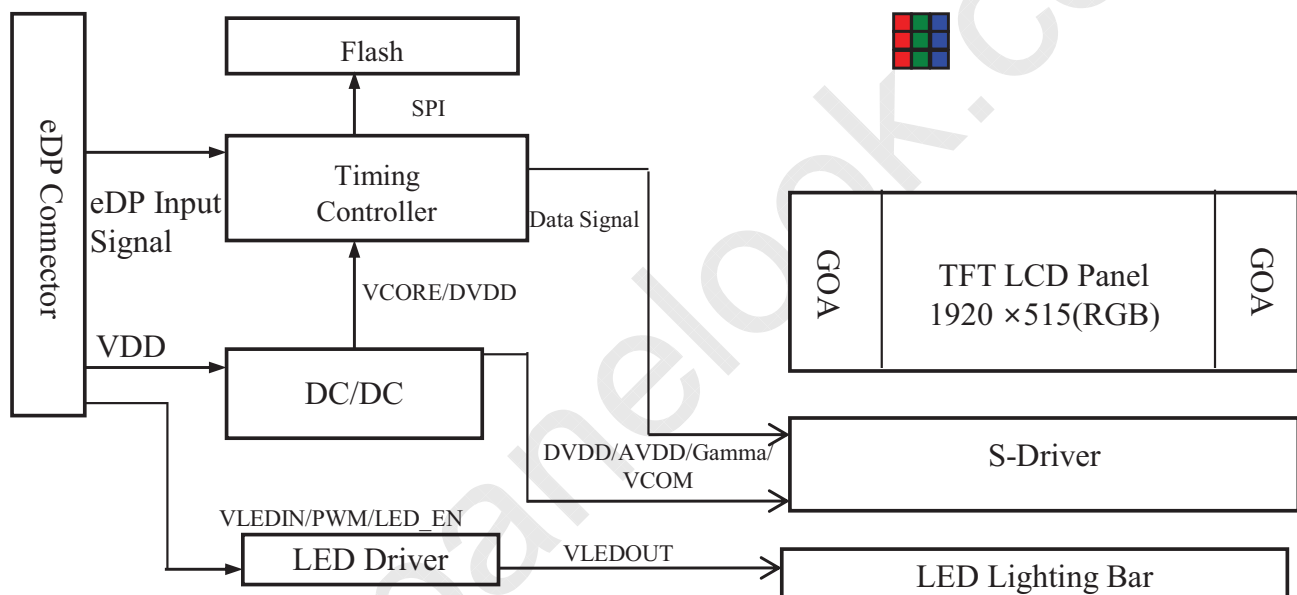 Flash
SPI
eDP Connector
eDP Input
Signal
Timing
Controller
Data Signal
VCORE/DVDD
GOA
TFT LCD Panel
1920 ×515(RGB)
GOA
VDD
DC/DC
DVDD/AVDD/Gamma/
VCOM
S-Driver
VLEDIN/PWM/LED_EN
LED Driver
VLEDOUT
LED Lighting Bar
panelook.co